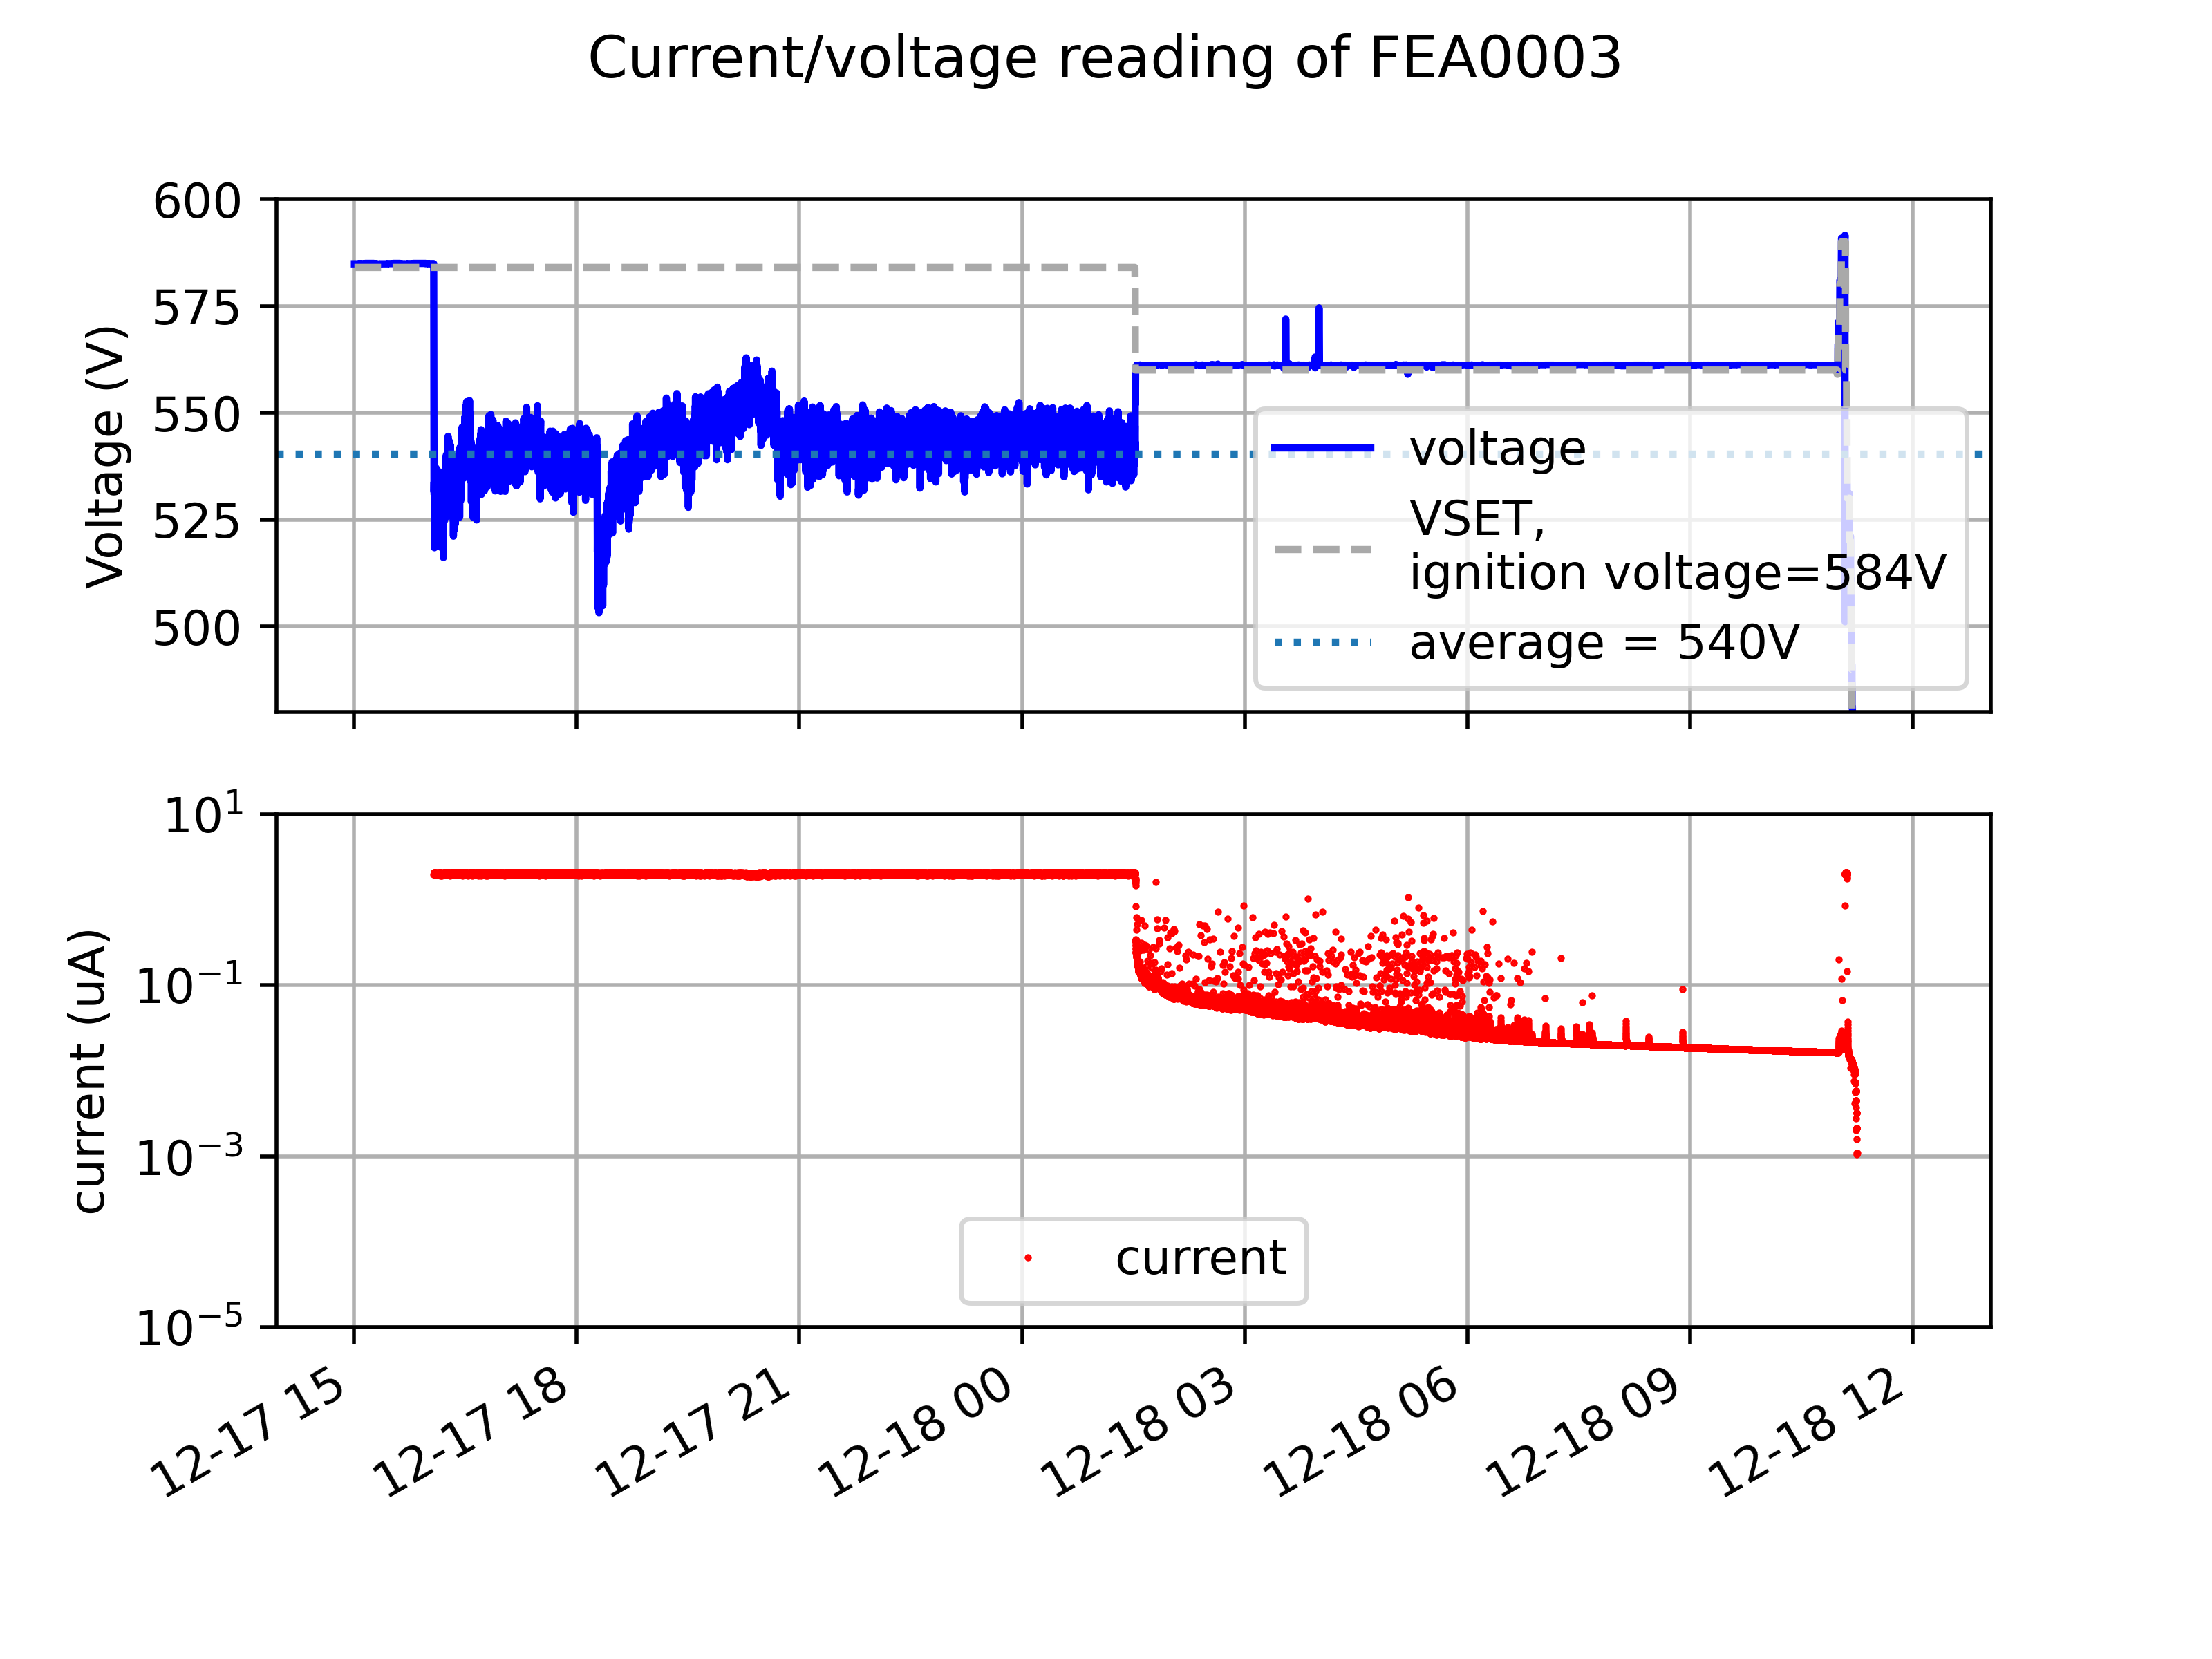 Current/voltage reading of FEA0003
600
575
550
525
500
Voltage (V)
voltage
VSET,
ignition voltage=584V
average = 540V
10¹
10⁻¹
10⁻³
10⁻⁵
current (uA)
current
12-17 15
12-17 18
12-17 21
12-18 00
12-18 03
12-18 06
12-18 09
12-18 12